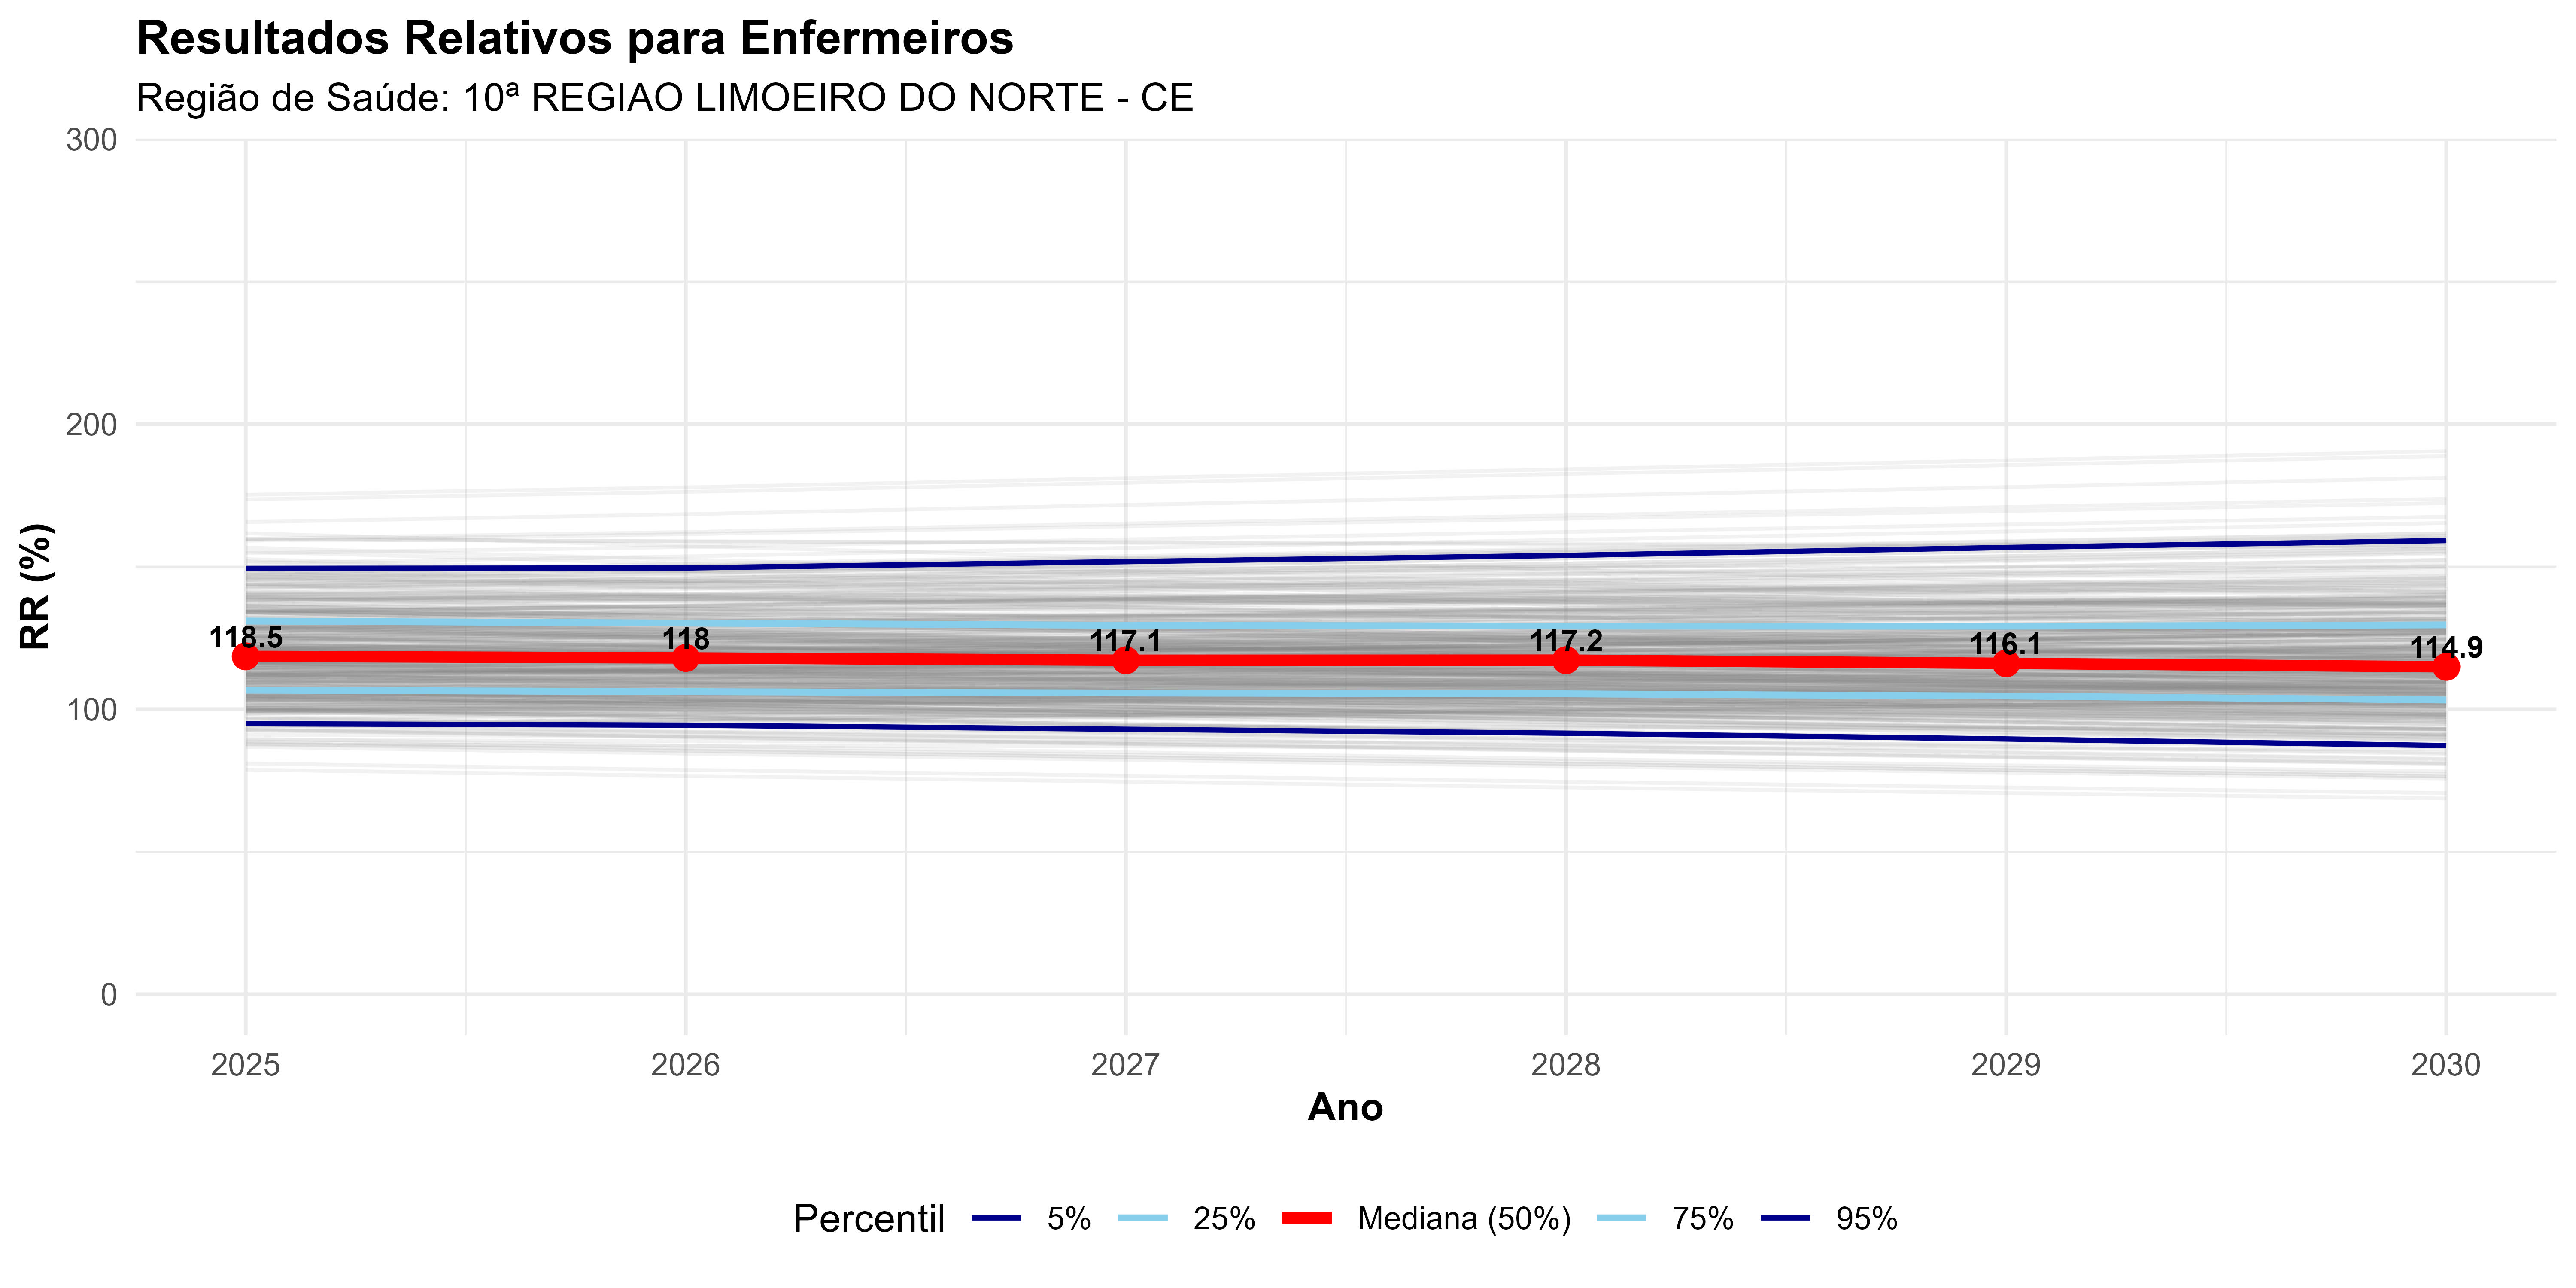 Resultados Relativos para Enfermeiros
Região de Saúde: 10ª REGIAO LIMOEIRO DO NORTE - CE
RR (%)
300
200
100
0
118.5 118 117.1 117.2 116.1 114.9
2025 2026 2027 2028 2029 2030
Ano
Percentil 5% 25% Mediana (50%) 75% 95%